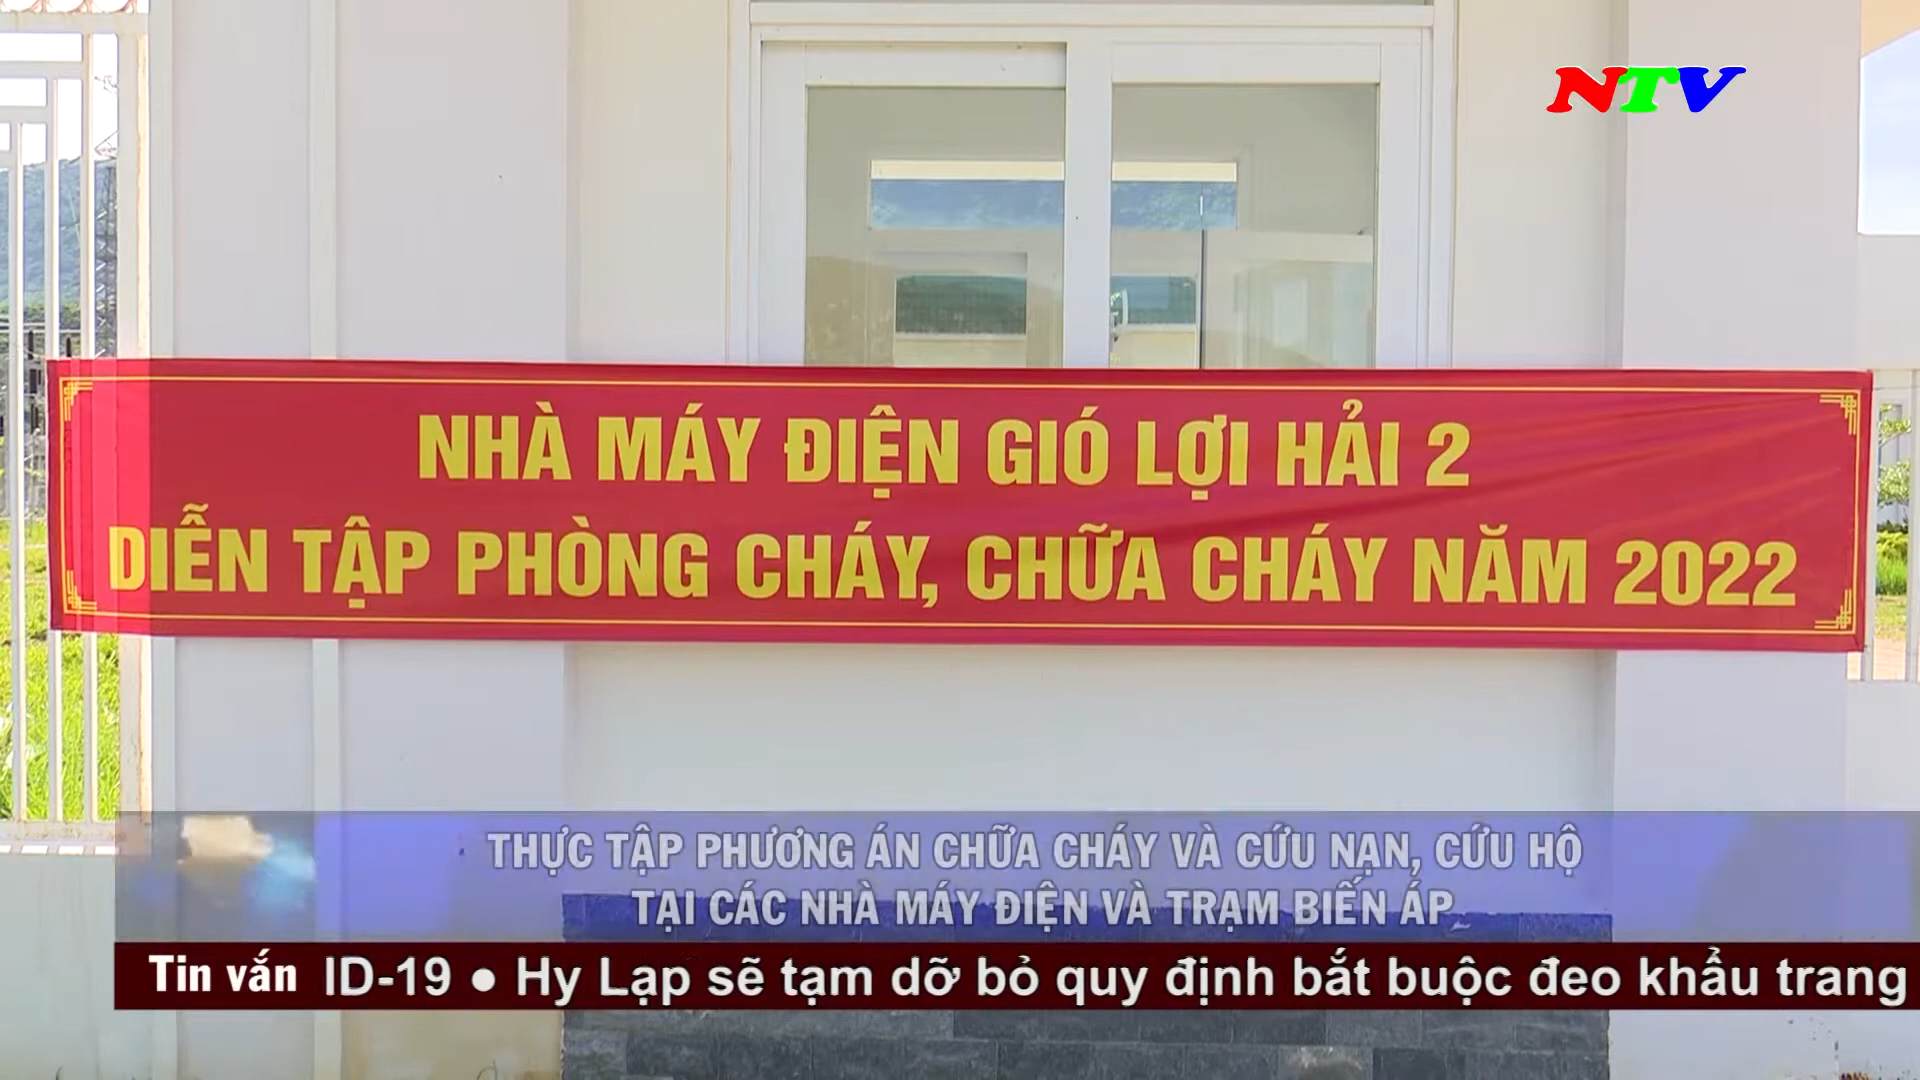 NTV
NHÀ MÁY ĐIỆN GIÓ LỢI HẢI 2
DIỄN TẬP PHÒNG CHÁY, CHỮA CHÁY NĂM 2022
THỰC TẬP PHƯƠNG ÁN CHỮA CHÁY VÀ CỨU NẠN, CỨU HỘ
TẠI CÁC NHÀ MÁY ĐIỆN VÀ TRẠM BIẾN ÁP
Tin vắn ID-19 ● Hy Lạp sẽ tạm dỡ bỏ quy định bắt buộc đeo khẩu trang